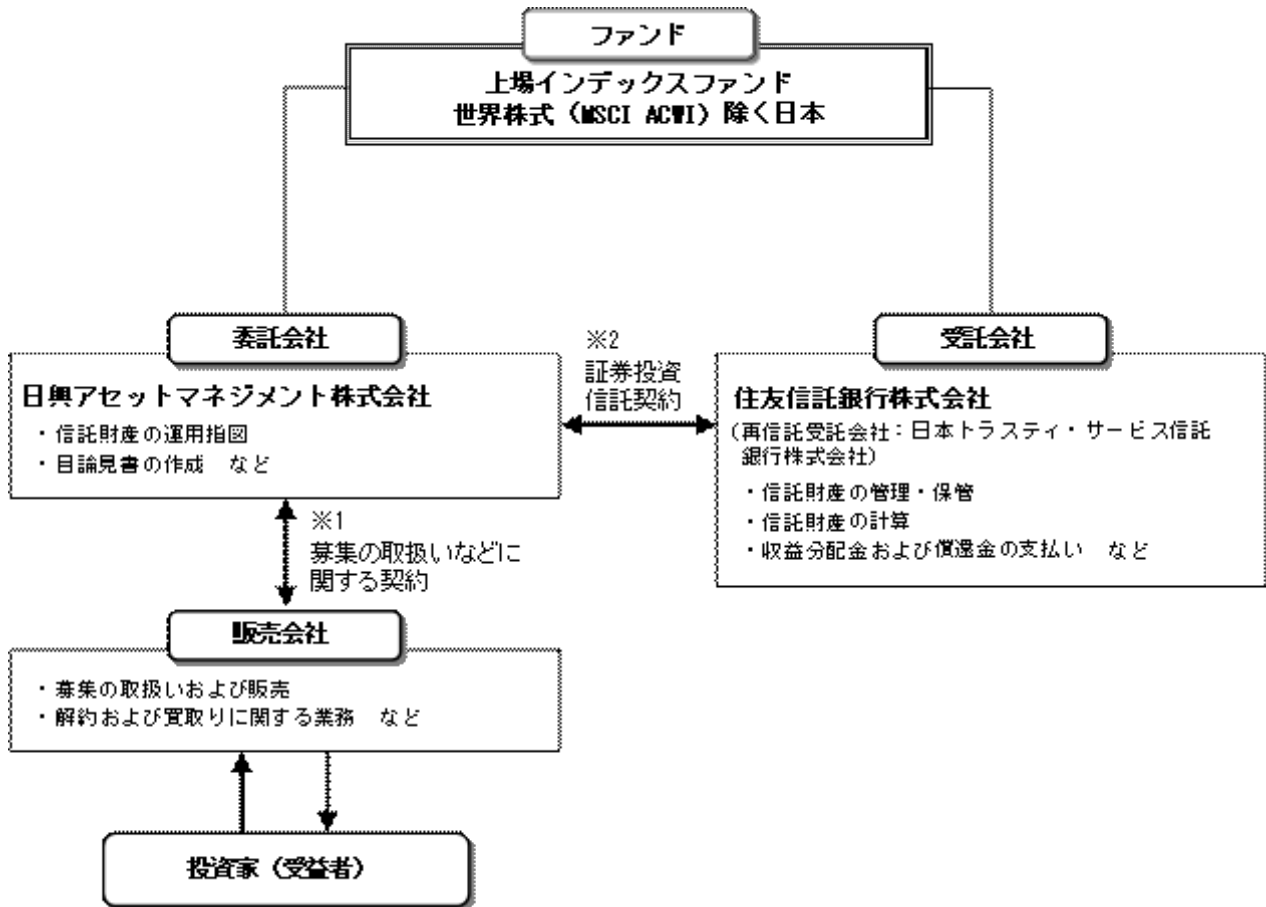 ファンド
上場インデックスファンド
世界株式（MSCI ACWI）除く日本
委託会社
日興アセットマネジメント株式会社
・信託財産の運用指図
・目論見書の作成　など
※2
証券投資
信託契約
受託会社
住友信託銀行株式会社
（再信託受託会社：日本トラスティ・サービス信託
銀行株式会社）
・信託財産の管理・保管
・信託財産の計算
・収益分配金および償還金の支払い　など
※1
募集の取扱いなどに
関する契約
販売会社
・募集の取扱いおよび販売
・解約および買取りに関する業務　など
投資家（受益者）